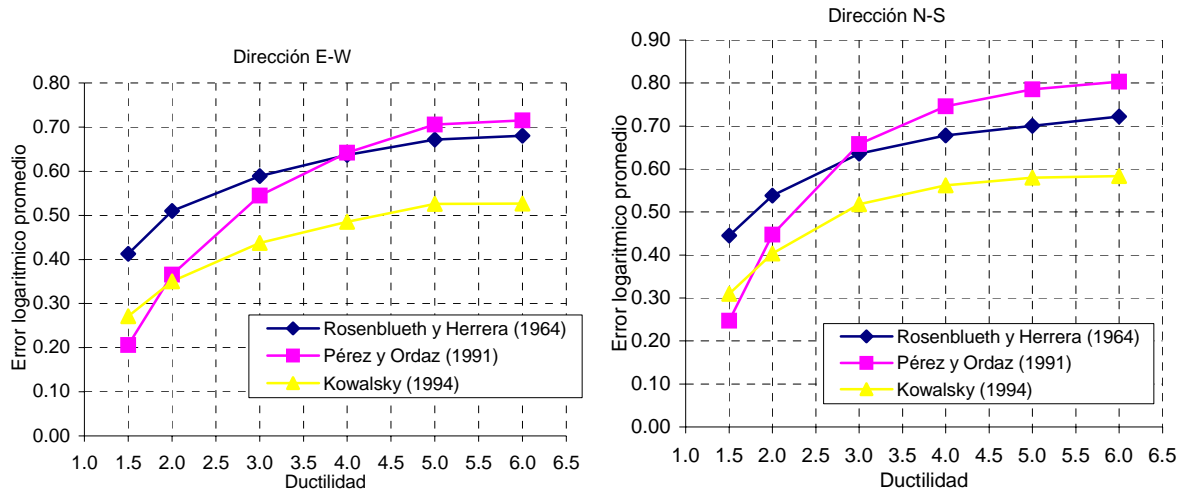 Dirección E-W
Error logaritmico promedio
0.80
0.70
0.60
0.50
0.40
0.30
0.20
0.10
0.00
1.0 1.5 2.0 2.5 3.0 3.5 4.0 4.5 5.0 5.5 6.0 6.5
Ductilidad
Rosenblueth y Herrera (1964)
Pérez y Ordaz (1991)
Kowalsky (1994)
Dirección N-S
Error logaritmico promedio
0.90
0.80
0.70
0.60
0.50
0.40
0.30
0.20
0.10
0.00
1.0 1.5 2.0 2.5 3.0 3.5 4.0 4.5 5.0 5.5 6.0 6.5
Ductilidad
Rosenblueth y Herrera (1964)
Pérez y Ordaz (1991)
Kowalsky (1994)